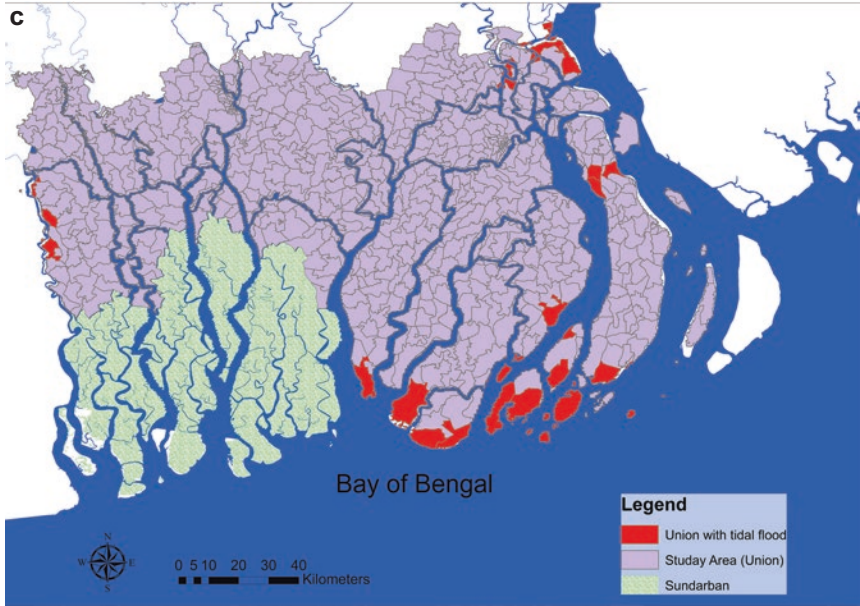 c
Bay of Bengal
Legend
Union with tidal flood
Studay Area (Union)
Sundarban
N
W E
S
0 5 10 20 30 40
Kilometers